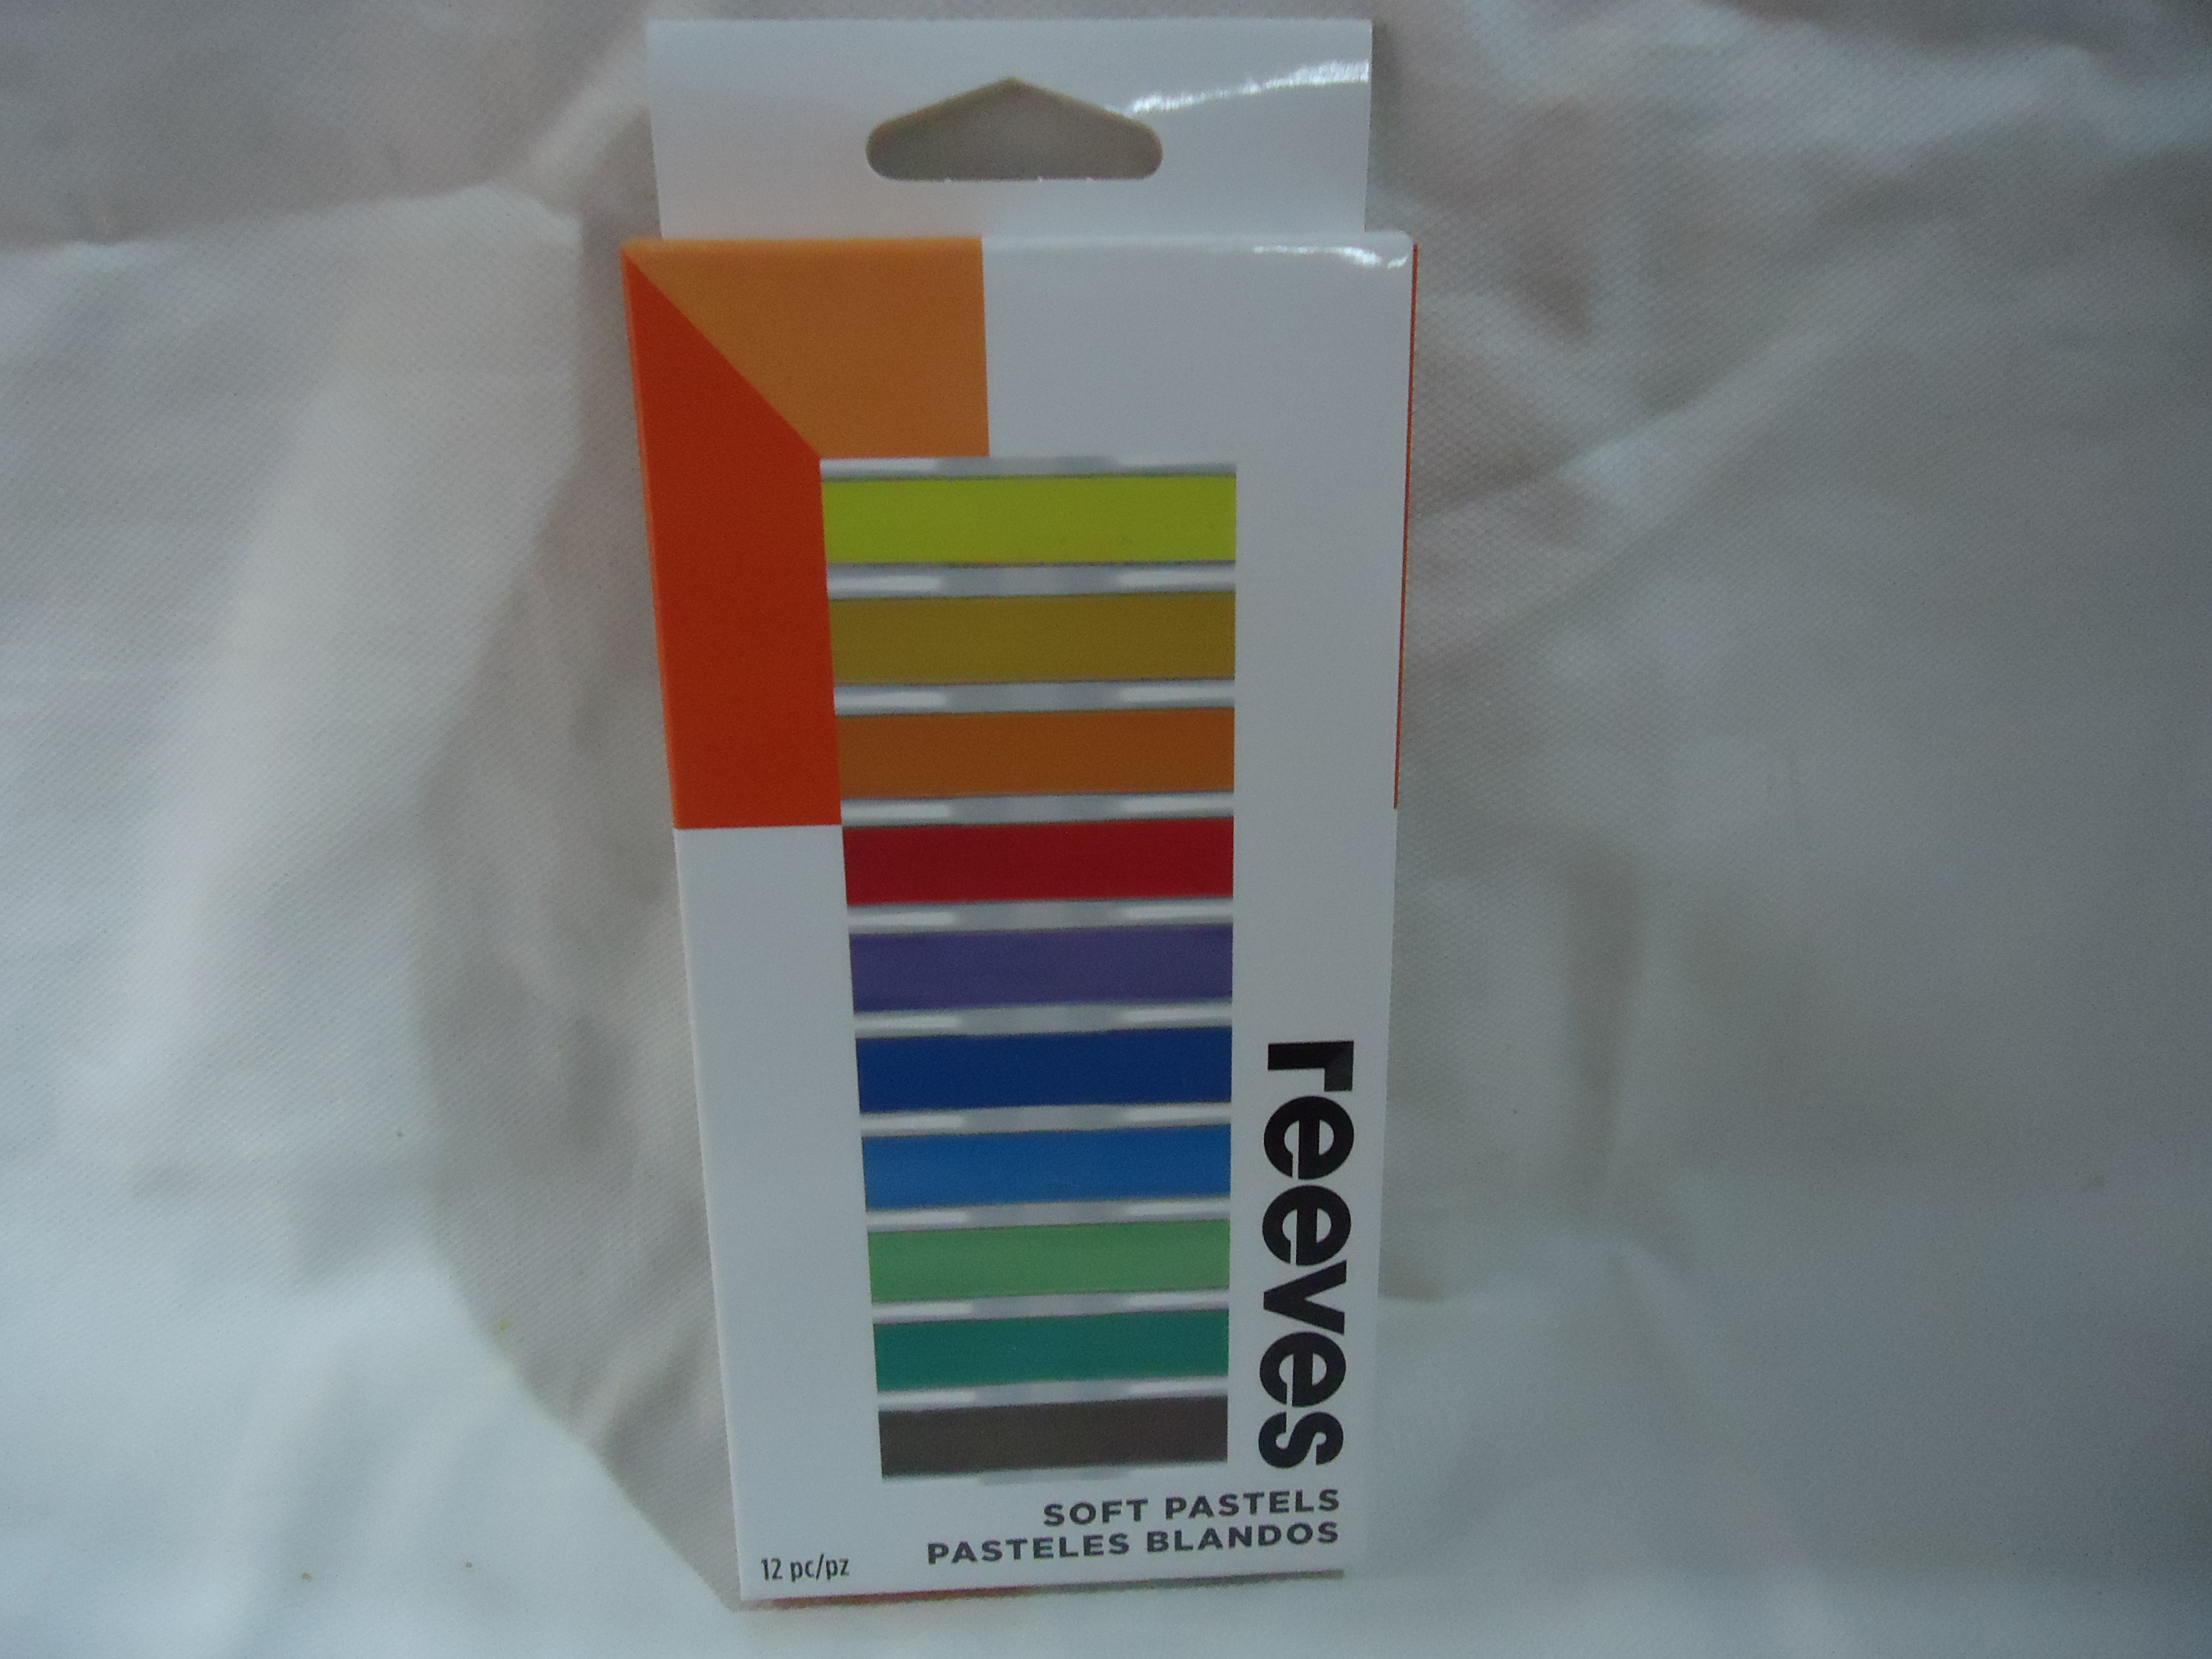 reeves
SOFT PASTELS
PASTELES BLANDOS
12 pc/pz